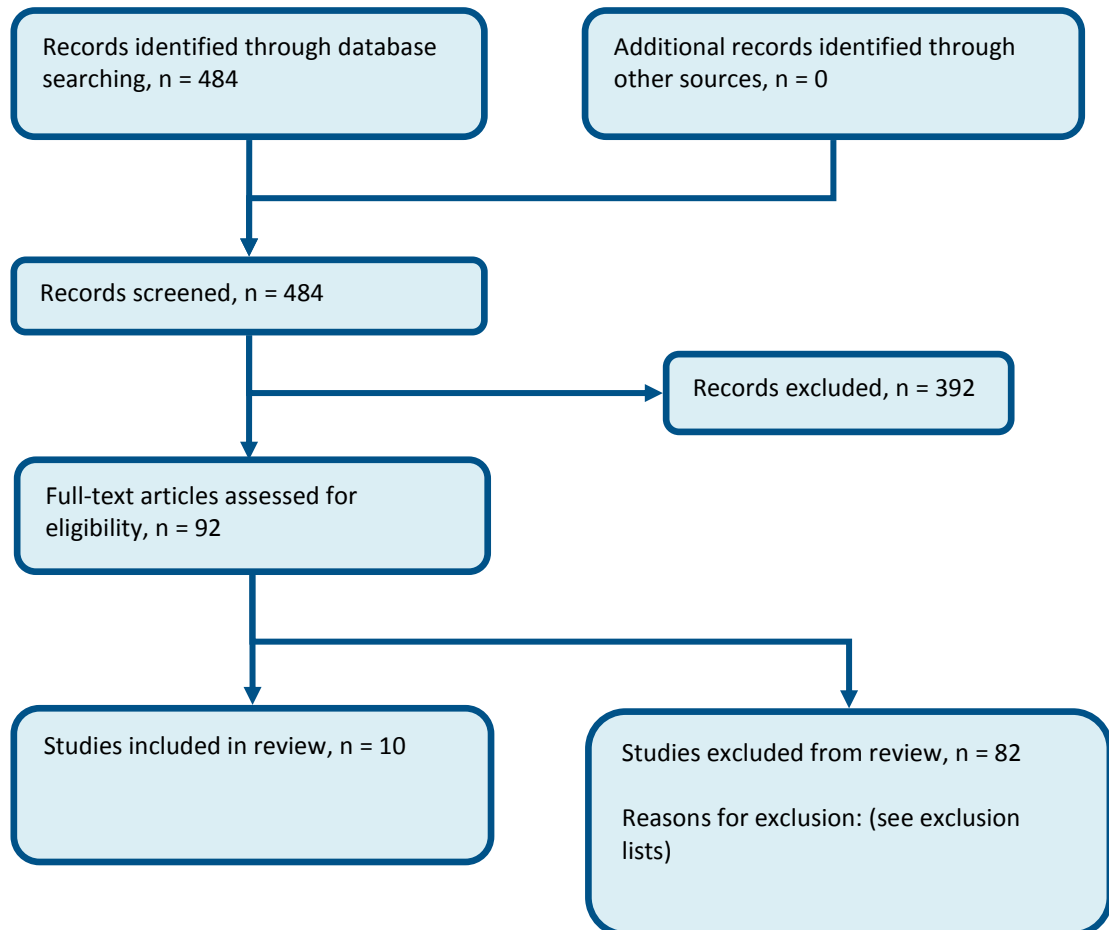 Records identified through database
searching, n = 484
Additional records identified through
other sources, n = 0
Records screened, n = 484
Records excluded, n = 392
Full-text articles assessed for
eligibility, n = 92
Studies included in review, n = 10
Studies excluded from review, n = 82
Reasons for exclusion: (see exclusion
lists)